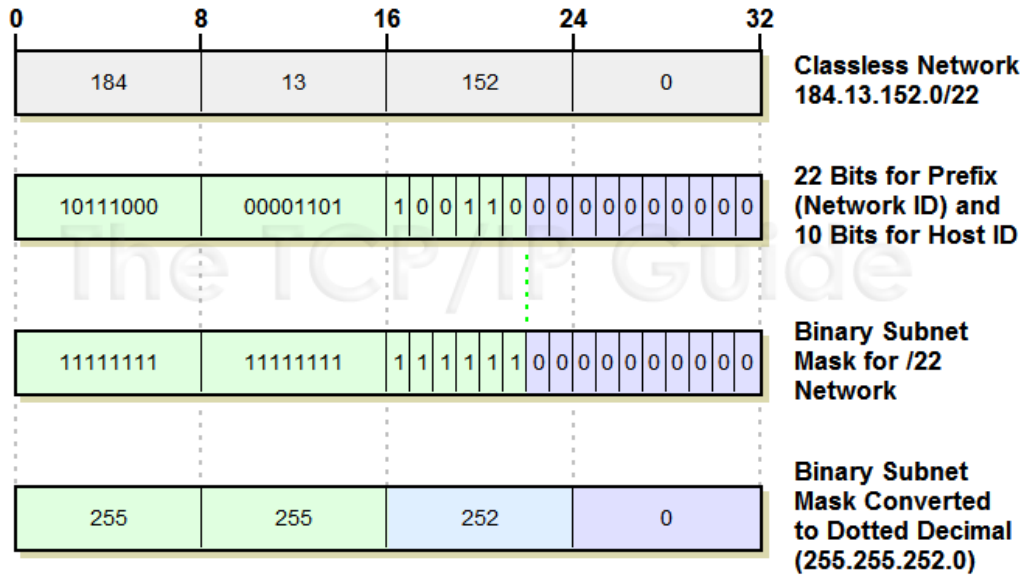 0 8 16 24 32
184 13 152 0
Classless Network
184.13.152.0/22
10111000 00001101 1 0 0 1 1 0 0 0 0 0 0 0 0 0 0 0
22 Bits for Prefix
(Network ID) and
10 Bits for Host ID
The TCP/IP Guide
11111111 11111111 1 1 1 1 1 1 0 0 0 0 0 0 0 0 0 0
Binary Subnet
Mask for /22
Network
255 255 252 0
Binary Subnet
Mask Converted
to Dotted Decimal
(255.255.252.0)